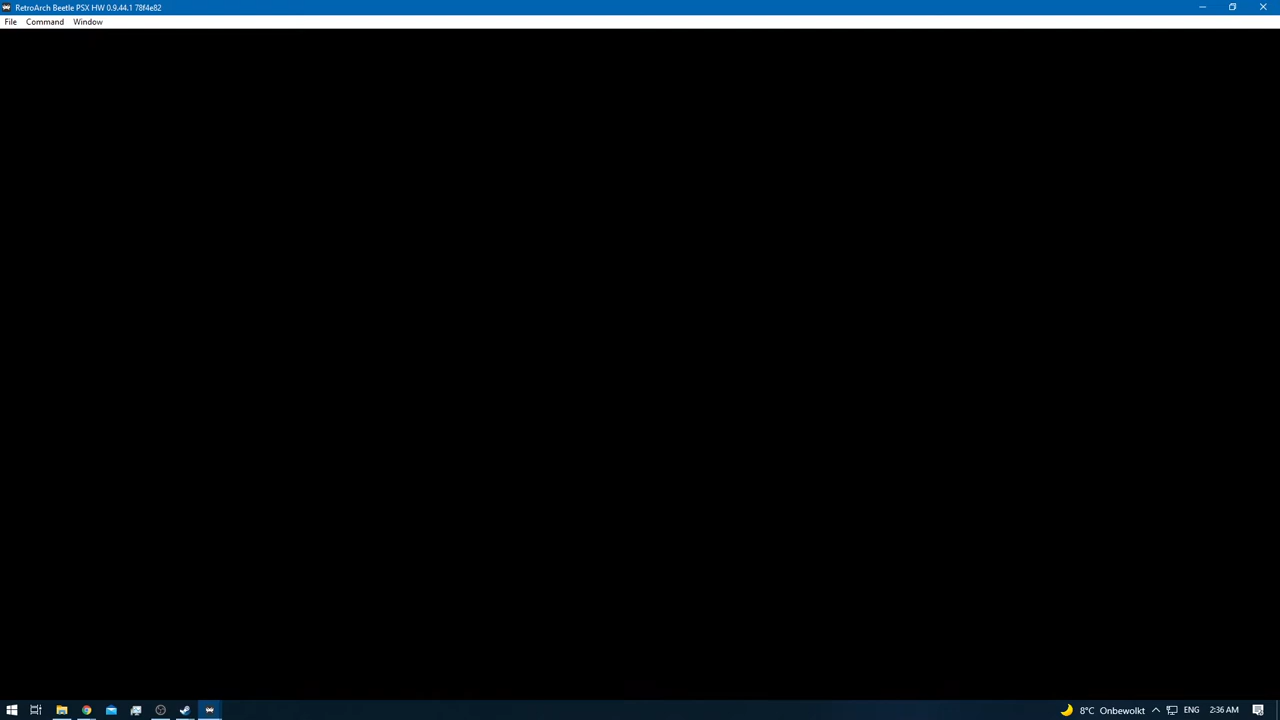 RetroArch Beetle PSX HW 0.9.44.1 78f4e82
File Command Window
8°C Onbewolkt ENG 2:36 AM